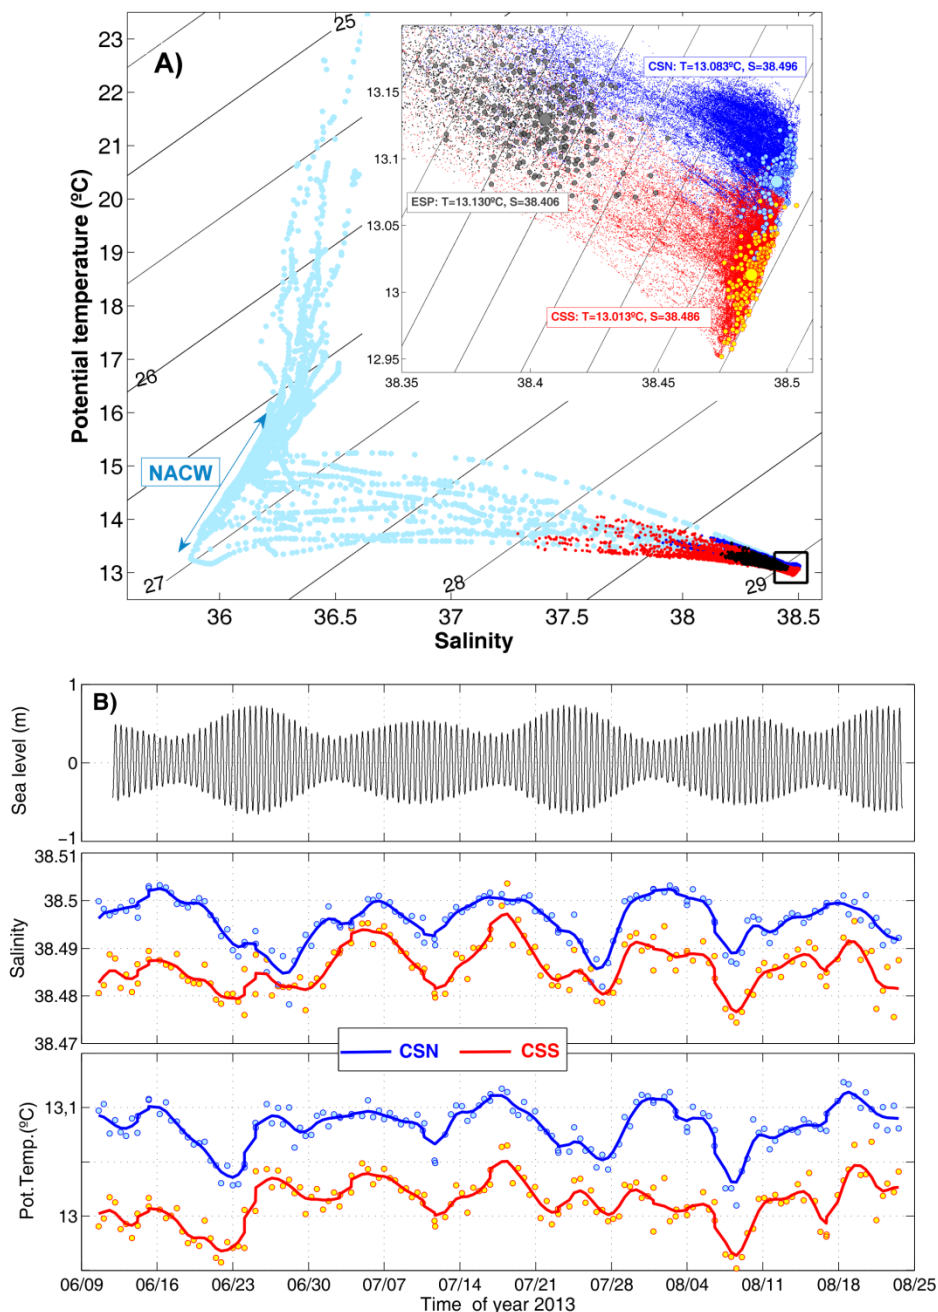 A)
23
22
21
20
19
18
17
16
15
14
13
Potential temperature (ºC)
25
26
27
28
29
NACW
36
36.5
37
37.5
38
38.5
Salinity
13.15
13.1
13.05
13
12.95
38.35
38.4
38.45
38.5
CSN: T=13.083ºC, S=38.496
ESP: T=13.130ºC, S=38.406
CSS: T=13.013ºC, S=38.486
B)
Sea level (m)
1
0
-1
Salinity
38.51
38.5
38.49
38.48
38.47
CSN
CSS
Pot.Temp.(ºC)
13,1
13
06/09 06/16 06/23 06/30 07/07 07/14 07/21 07/28 08/04 08/11 08/18 08/25
Time of year 2013